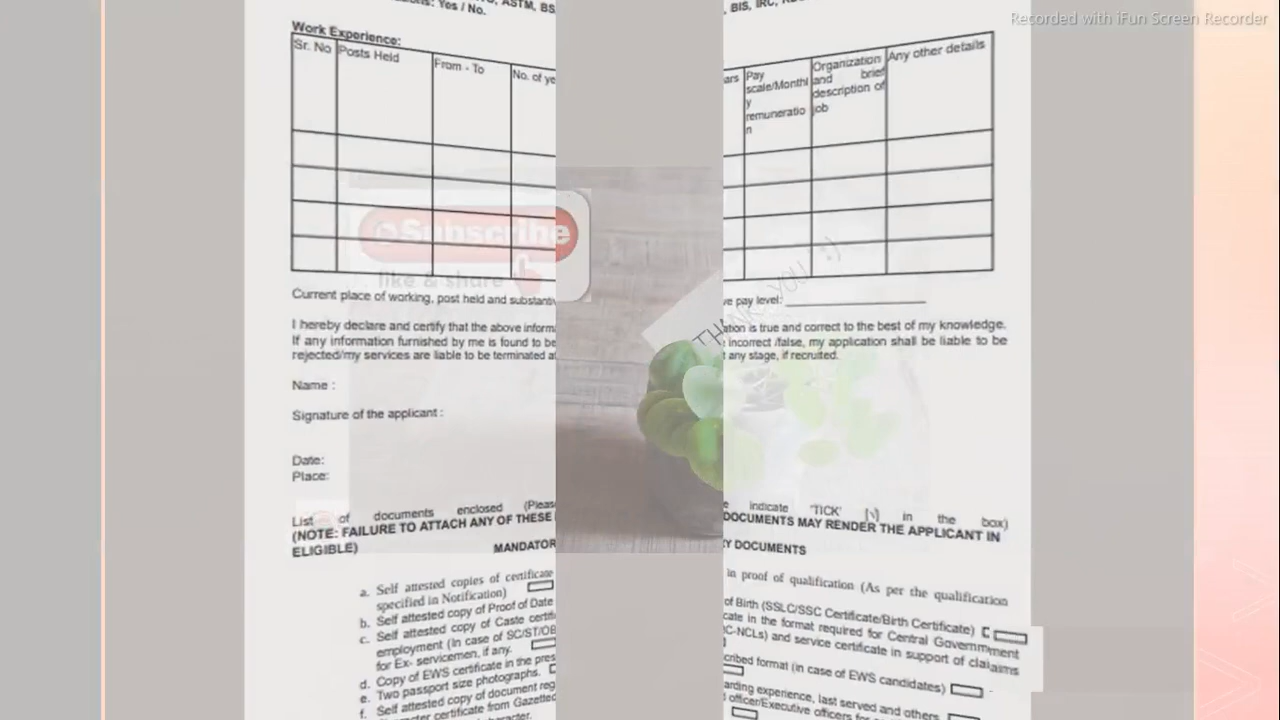 ons: Yes / No.
, ASTM, BS
. BIS, IRC,
Recorded with iFun Screen Recorder
Work Experience:
Sr. No Posts Held From - To No. of ye
ars Pay scale/Monthl y remuneratio n
Organization and brief description of job
Any other details
Subscribe
like & share
THANK YOU :)
Current place of working, post held and substantiv
e pay level:
I hereby declare and certify that the above inform
ation is true and correct to the best of my knowledge.
If any information furnished by me is found to be
incorrect /false, my application shall be liable to be
rejected/my services are liable to be terminated at
any stage, if recruited.
Name :
Signature of the applicant :
Date:
Place:
List of documents enclosed (Pleas
e indicate 'TICK' [√] in the box)
(NOTE: FAILURE TO ATTACH ANY OF THESE
DOCUMENTS MAY RENDER THE APPLICANT IN
ELIGIBLE)
MANDATOR
Y DOCUMENTS
a. Self attested copies of certificate
in proof of qualification (As per the qualification
specified in Notification)
b. Self attested copy of Proof of Date
of Birth (SSLC/SSC Certificate/Birth Certificate)
c. Self attested copy of Caste certifi
cate in the format required for Central Government
employment (In case of SC/ST/OB
C-NCLs) and service certificate in support of claiams
for Ex- servicemen, if any.
d. Copy of EWS certificate in the pres
cribed format (in case of EWS candidates)
e. Two passport size photographs.
f. Self attested copy of document reg
arding experience, last served and others.
certificate from Gazetted
officer/Executive officers for